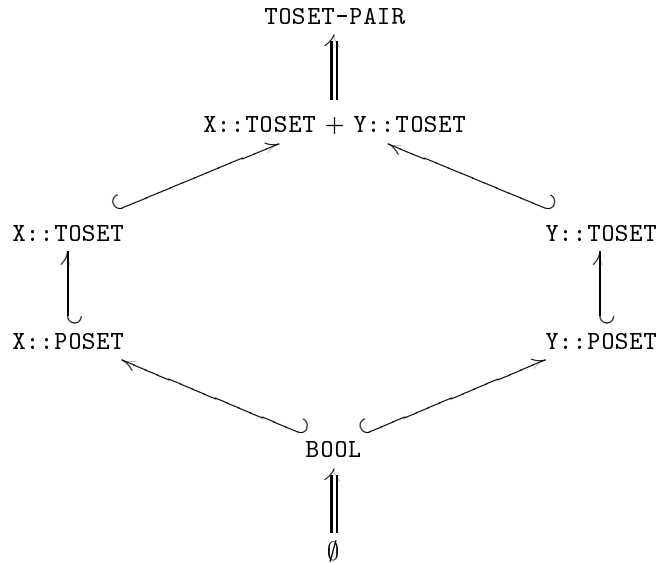 TOSET-PAIR
X::TOSET + Y::TOSET
X::TOSET Y::TOSET
X::POSET Y::POSET
BOOL
∅